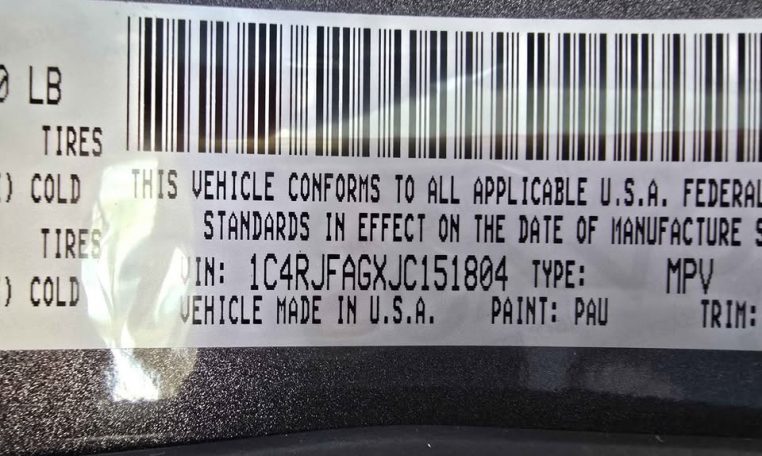 0 LB
TIRES
) COLD
THIS VEHICLE CONFORMS TO ALL APPLICABLE U.S.A. FEDERAL
STANDARDS IN EFFECT ON THE DATE OF MANUFACTURE S
TIRES
VIN: 1C4RJFAGXJC151804 TYPE: MPV
) COLD
VEHICLE MADE IN U.S.A. PAINT: PAU TRIM: